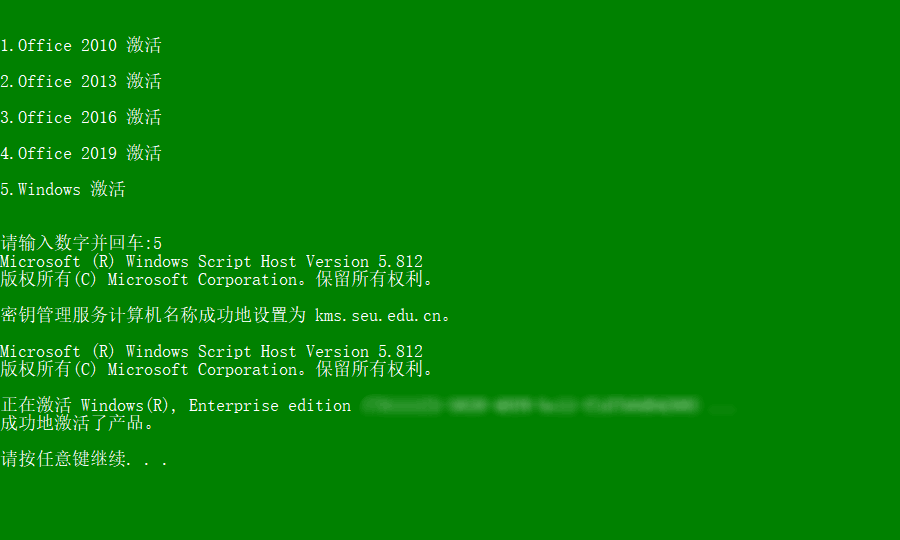 1.Office 2010 激活
2.Office 2013 激活
3.Office 2016 激活
4.Office 2019 激活
5.Windows 激活
请输入数字并回车:5
Microsoft (R) Windows Script Host Version 5.812
版权所有(C) Microsoft Corporation。保留所有权利。
密钥管理服务计算机名称成功地设置为 kms.seu.edu.cn。
Microsoft (R) Windows Script Host Version 5.812
版权所有(C) Microsoft Corporation。保留所有权利。
正在激活 Windows(R), Enterprise edition ...
成功地激活了产品。
请按任意键继续. . .